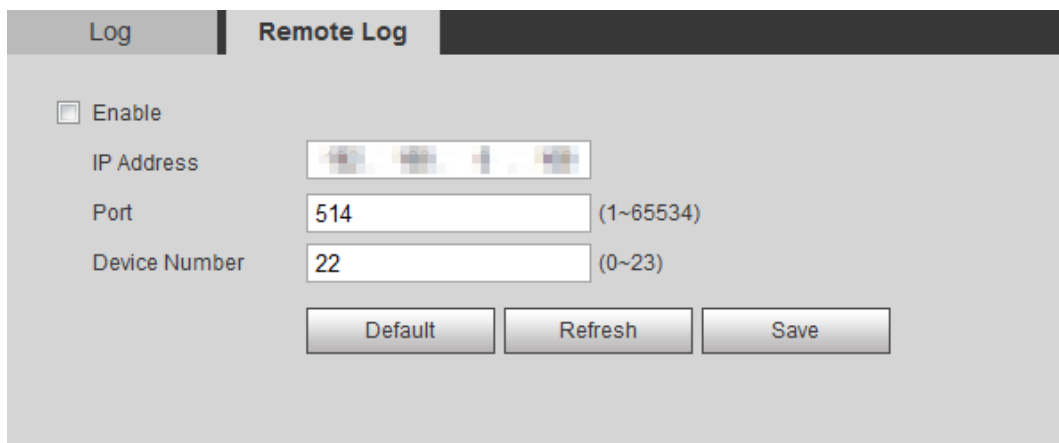 Log Remote Log
Enable
IP Address
Port 514 (1~65534)
Device Number 22 (0~23)
Default Refresh Save